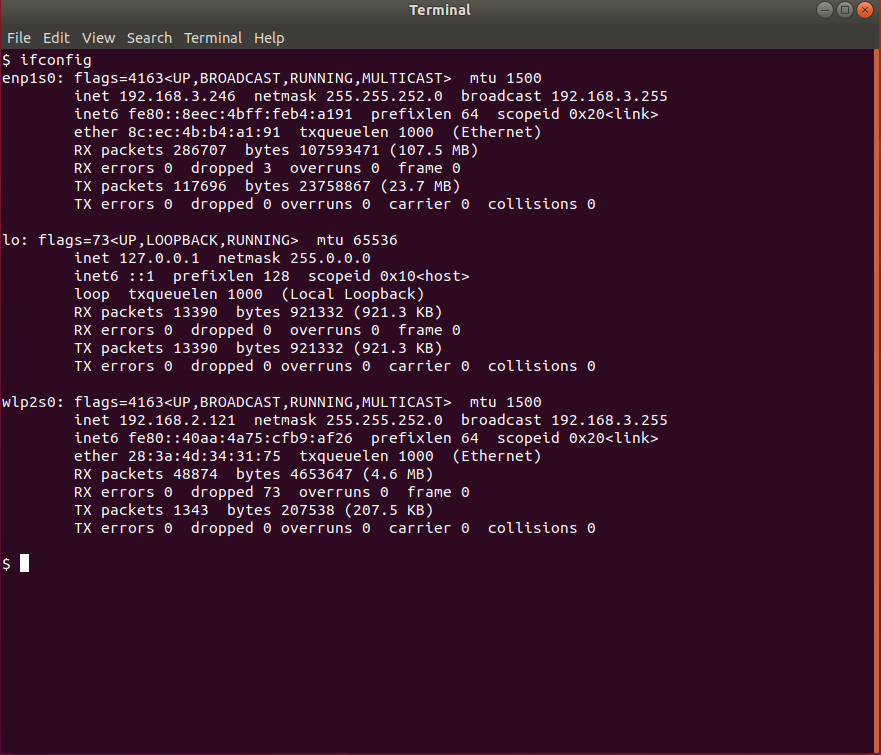 Terminal
File Edit View Search Terminal Help
$ ifconfig
enp1s0: flags=4163<UP,BROADCAST,RUNNING,MULTICAST>  mtu 1500
        inet 192.168.3.246  netmask 255.255.252.0  broadcast 192.168.3.255
        inet6 fe80::8eec:4bff:feb4:a191  prefixlen 64  scopeid 0x20<link>
        ether 8c:ec:4b:b4:a1:91  txqueuelen 1000  (Ethernet)
        RX packets 286707  bytes 107593471 (107.5 MB)
        RX errors 0  dropped 3  overruns 0  frame 0
        TX packets 117696  bytes 23758867 (23.7 MB)
        TX errors 0  dropped 0 overruns 0  carrier 0  collisions 0

lo: flags=73<UP,LOOPBACK,RUNNING>  mtu 65536
        inet 127.0.0.1  netmask 255.0.0.0
        inet6 ::1  prefixlen 128  scopeid 0x10<host>
        loop  txqueuelen 1000  (Local Loopback)
        RX packets 13390  bytes 921332 (921.3 KB)
        RX errors 0  dropped 0  overruns 0  frame 0
        TX packets 13390  bytes 921332 (921.3 KB)
        TX errors 0  dropped 0 overruns 0  carrier 0  collisions 0

wlp2s0: flags=4163<UP,BROADCAST,RUNNING,MULTICAST>  mtu 1500
        inet 192.168.2.121  netmask 255.255.252.0  broadcast 192.168.3.255
        inet6 fe80::40aa:4a75:cfb9:af26  prefixlen 64  scopeid 0x20<link>
        ether 28:3a:4d:34:31:75  txqueuelen 1000  (Ethernet)
        RX packets 48874  bytes 4653647 (4.6 MB)
        RX errors 0  dropped 73  overruns 0  frame 0
        TX packets 1343  bytes 207538 (207.5 KB)
        TX errors 0  dropped 0 overruns 0  carrier 0  collisions 0

$